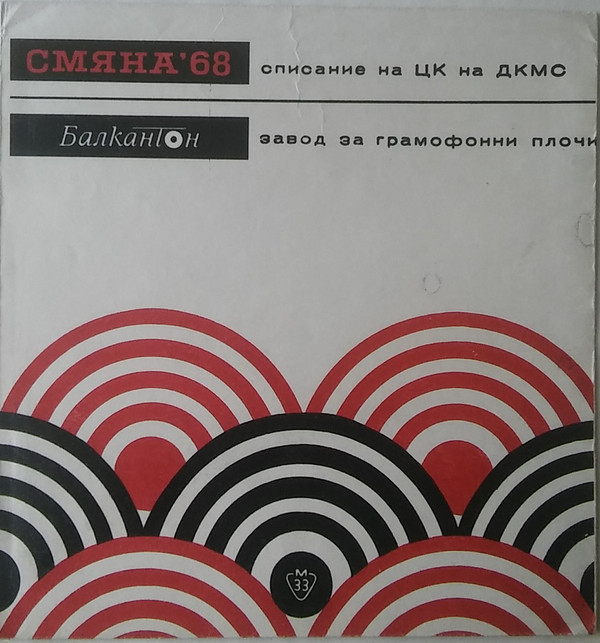 СМЯНА'68 списание на ЦК на ДКМС
Балкантон завод за грамофонни плочи
М
33